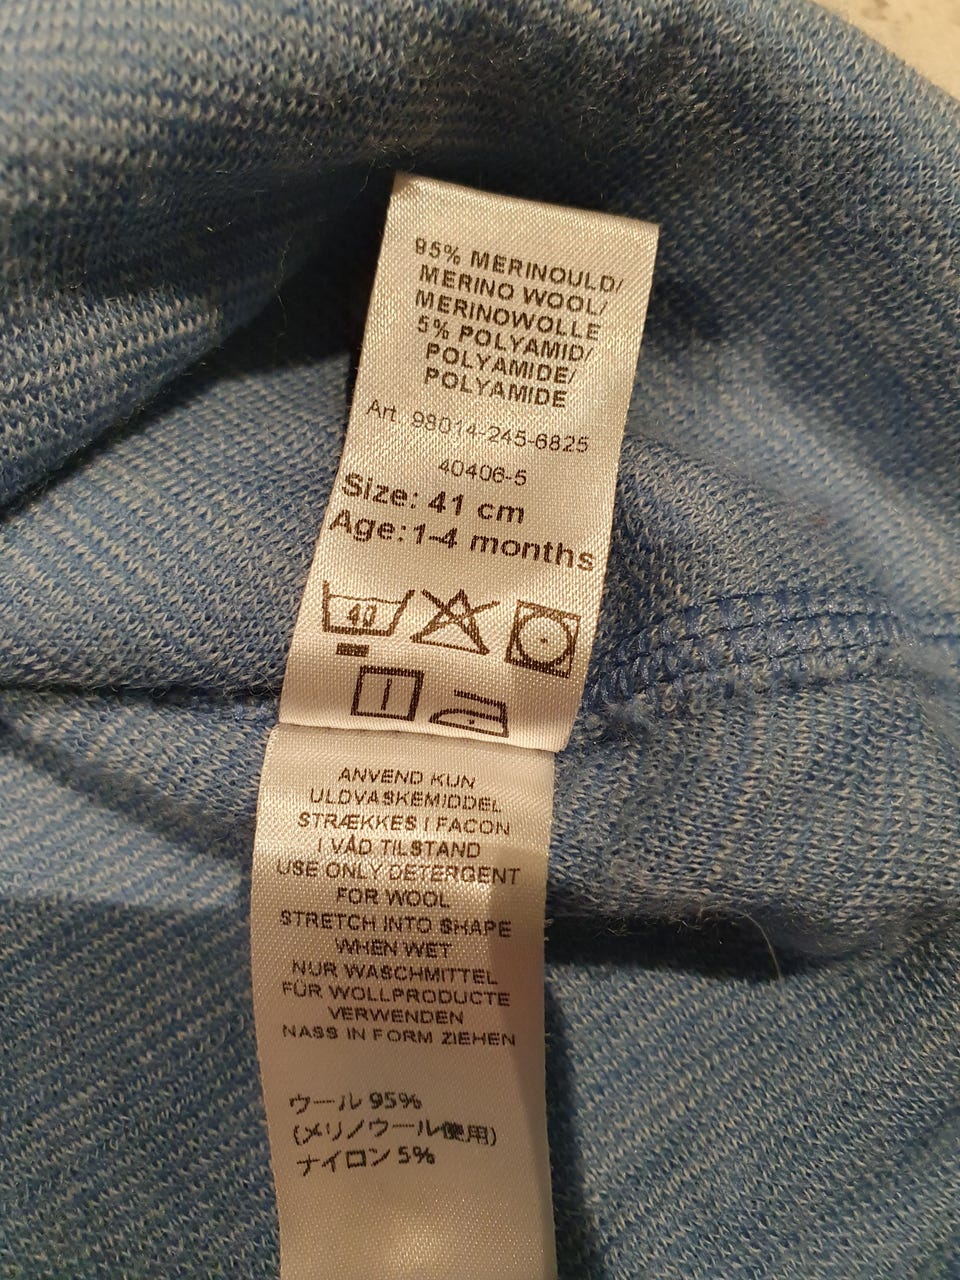 95% MERINOULD/
MERINO WOOL/
MERINOWOLLE
5% POLYAMID/
POLYAMIDE/
POLYAMIDE
Art. 98014-245-6825
40406-5
Size: 41 cm
Age:1-4 months
40
ANVEND KUN
ULDVASKEMIDDEL
STRÆKKES I FACON
I VÅD TILSTAND
USE ONLY DETERGENT
FOR WOOL
STRETCH INTO SHAPE
WHEN WET
NUR WASCHMITTEL
FÜR WOLLPRODUCTE
VERWENDEN
NASS IN FORM ZIEHEN
ウール 95%
(メリノウール使用)
ナイロン 5%